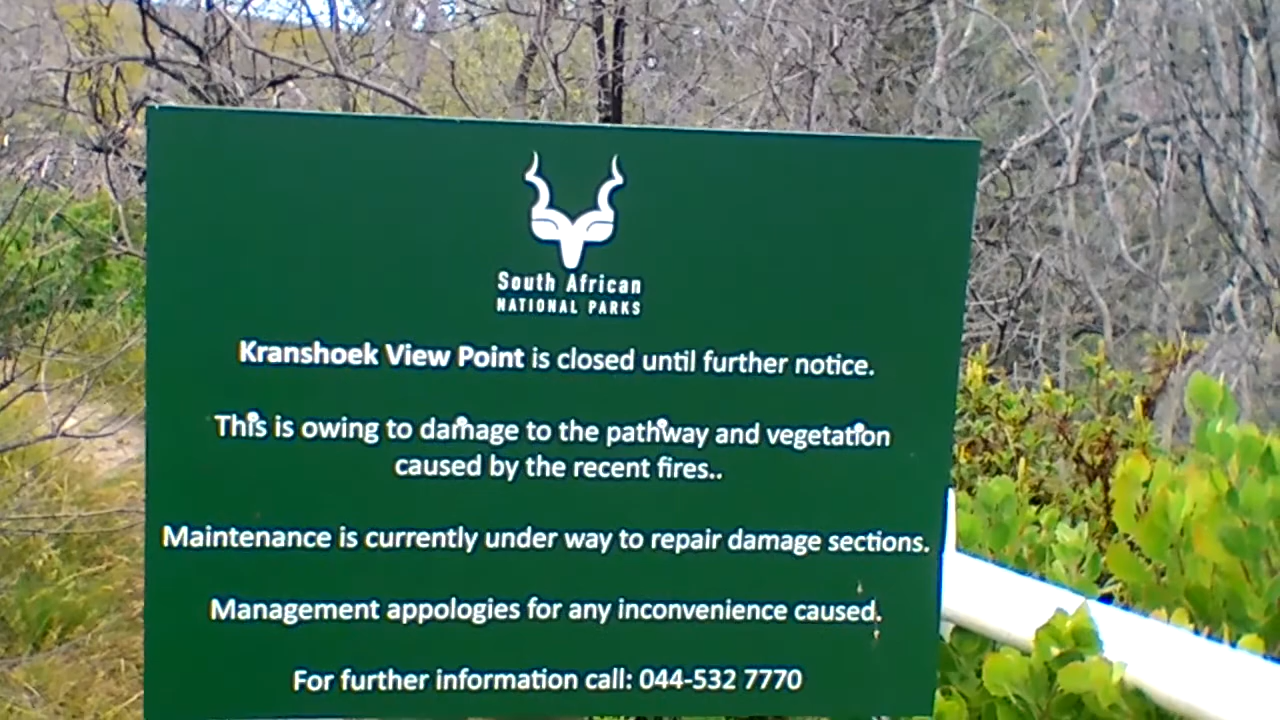 South African
NATIONAL PARKS
Kranshoek View Point is closed until further notice.
This is owing to damage to the pathway and vegetation
caused by the recent fires..
Maintenance is currently under way to repair damage sections.
Management appologies for any inconvenience caused.
For further information call: 044-532 7770